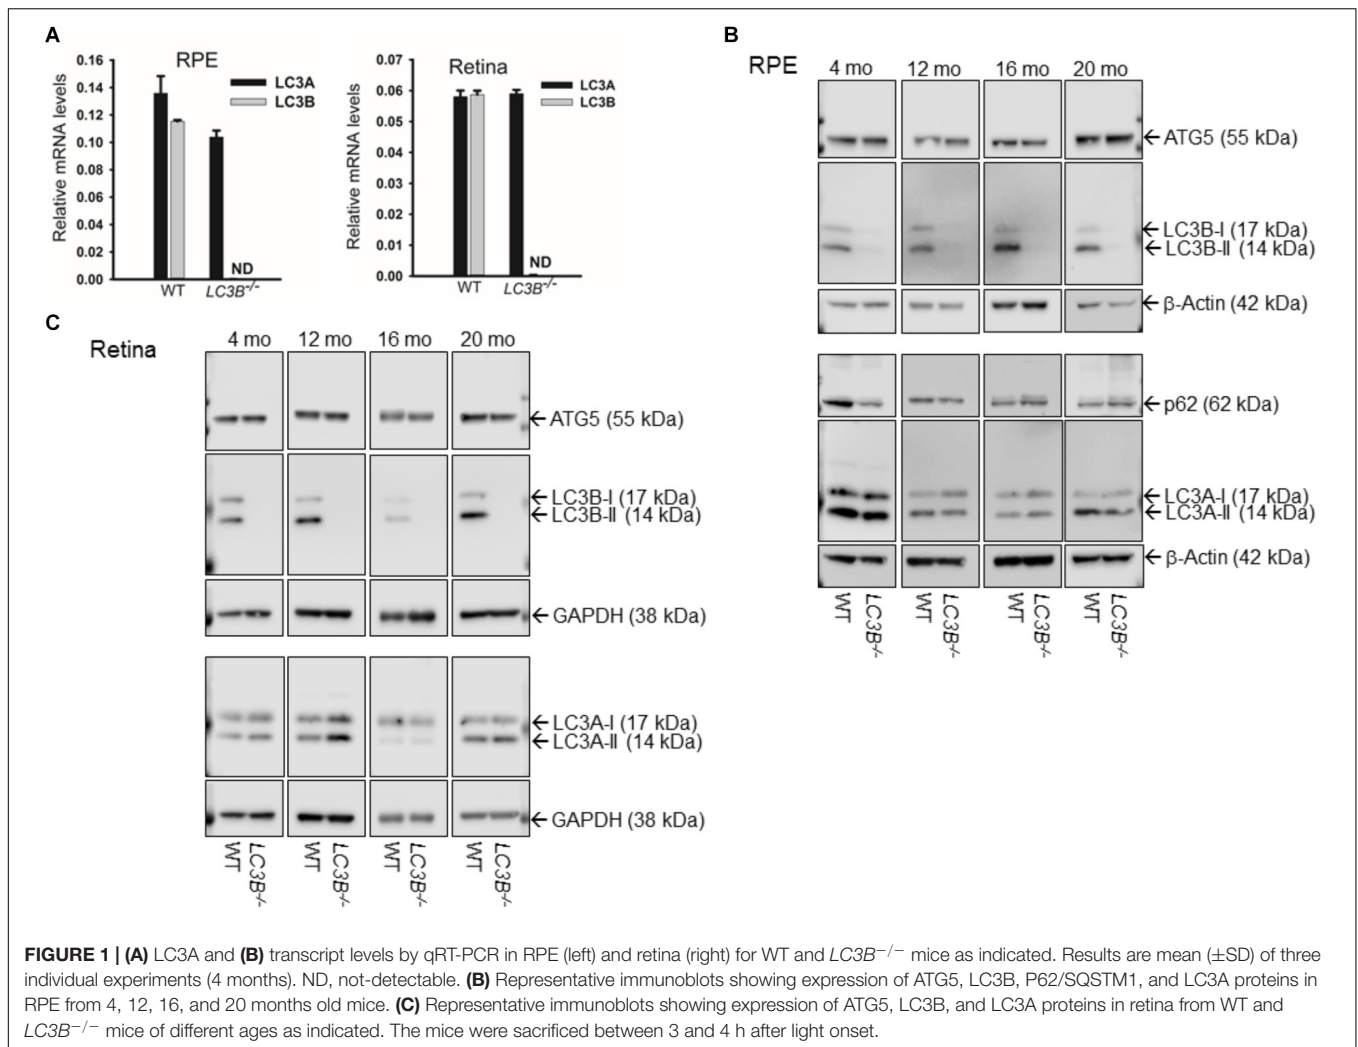 A
RPE
Relative mRNA levels
0.16
0.14
0.12
0.10
0.08
0.06
0.04
0.02
0.00
LC3A
LC3B
ND
WT LC3B-/-
Retina
Relative mRNA levels
0.07
0.06
0.05
0.04
0.03
0.02
0.01
0.00
LC3A
LC3B
ND
WT LC3B-/-
B
RPE
4 mo 12 mo 16 mo 20 mo
←ATG5 (55 kDa)
←LC3B-I (17 kDa)
←LC3B-II (14 kDa)
←β-Actin (42 kDa)
←p62 (62 kDa)
←LC3A-I (17 kDa)
←LC3A-II (14 kDa)
←β-Actin (42 kDa)
WT LC3B-/- WT LC3B-/- WT LC3B-/- WT LC3B-/-
C
Retina
4 mo 12 mo 16 mo 20 mo
←ATG5 (55 kDa)
←LC3B-I (17 kDa)
←LC3B-II (14 kDa)
←GAPDH (38 kDa)
←LC3A-I (17 kDa)
←LC3A-II (14 kDa)
←GAPDH (38 kDa)
WT LC3B-/- WT LC3B-/- WT LC3B-/- WT LC3B-/-
FIGURE 1 | (A) LC3A and (B) transcript levels by qRT-PCR in RPE (left) and retina (right) for WT and LC3B−/− mice as indicated. Results are mean (±SD) of three
individual experiments (4 months). ND, not-detectable. (B) Representative immunoblots showing expression of ATG5, LC3B, P62/SQSTM1, and LC3A proteins in
RPE from 4, 12, 16, and 20 months old mice. (C) Representative immunoblots showing expression of ATG5, LC3B, and LC3A proteins in retina from WT and
LC3B−/− mice of different ages as indicated. The mice were sacrificed between 3 and 4 h after light onset.